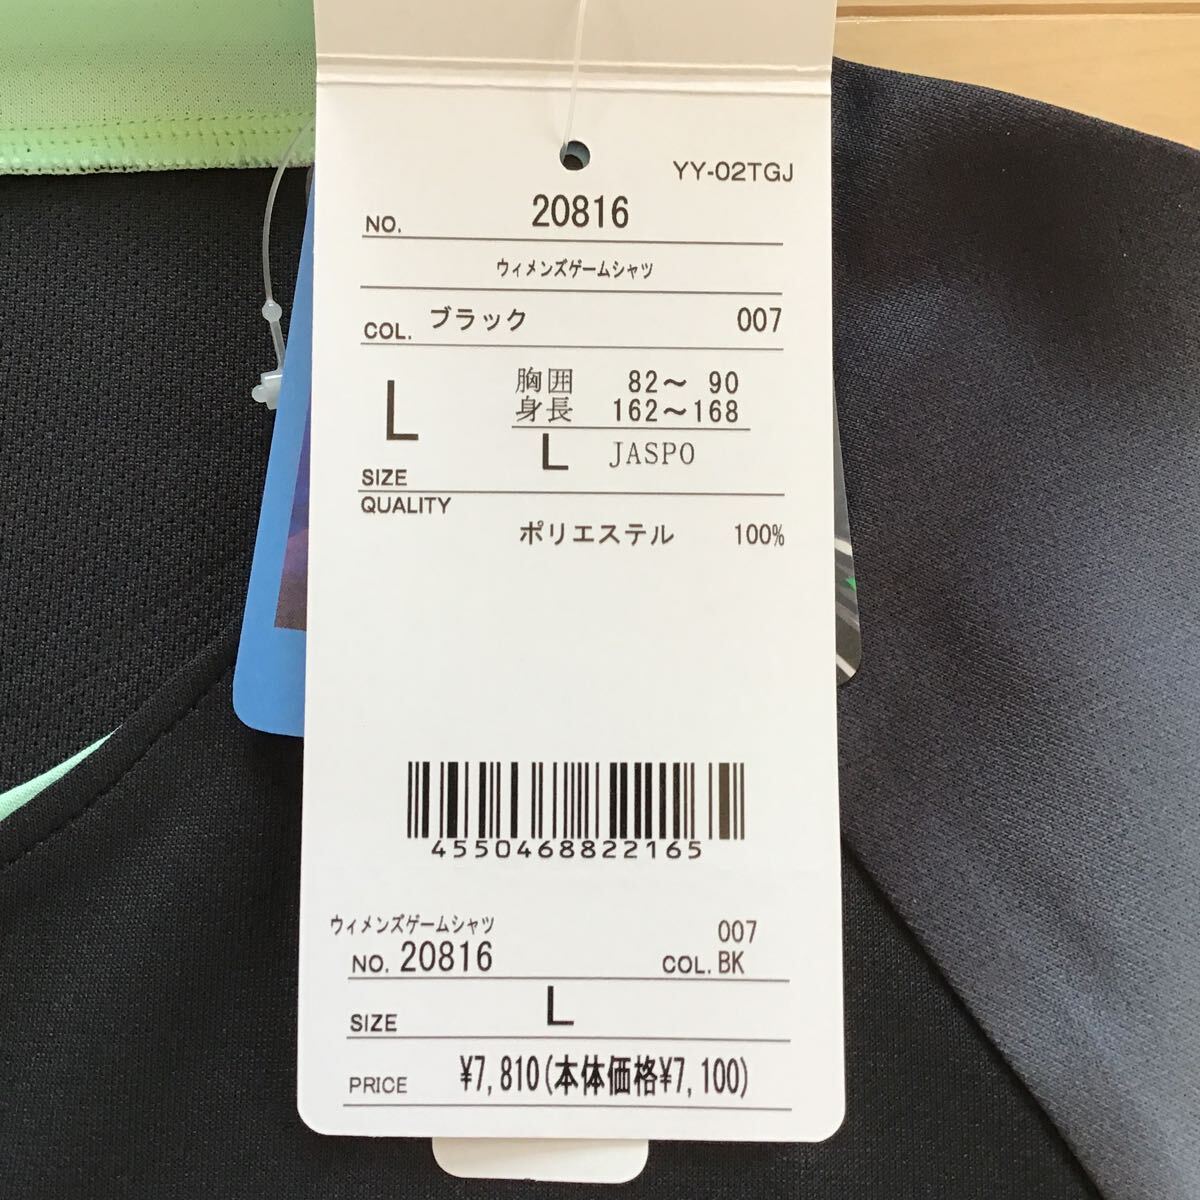 YY-02TGJ
NO. 20816
ウィメンズゲームシャツ
COL. ブラック 007
胸囲 82～ 90
身長 162～168
L
L JASPO
SIZE
QUALITY
ポリエステル 100%
4550468822165
ウィメンズゲームシャツ 007
NO. 20816 COL. BK
SIZE L
PRICE ¥7,810(本体価格¥7,100)